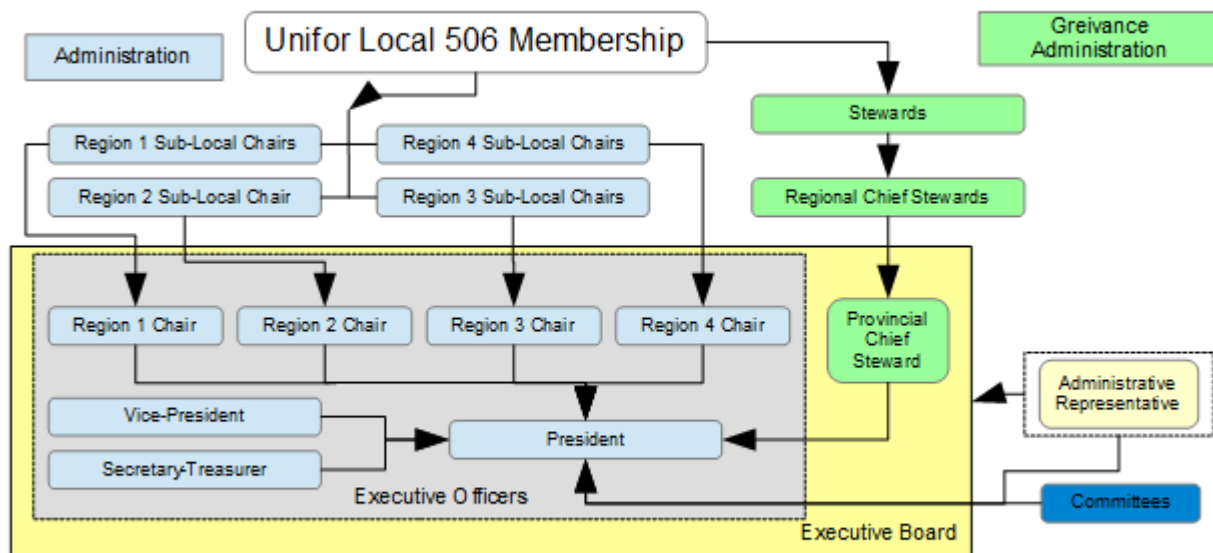 Unifor Local 506 Membership
Administration
Greivance
Administration
Stewards
Region 1 Sub-Local Chairs
Region 4 Sub-Local Chairs
Region 2 Sub-Local Chair
Region 3 Sub-Local Chairs
Regional Chief Stewards
Region 1 Chair
Region 2 Chair
Region 3 Chair
Region 4 Chair
Provincial
Chief
Steward
Administrative
Representative
Vice-President
President
Secretary-Treasurer
Executive Officers
Committees
Executive Board